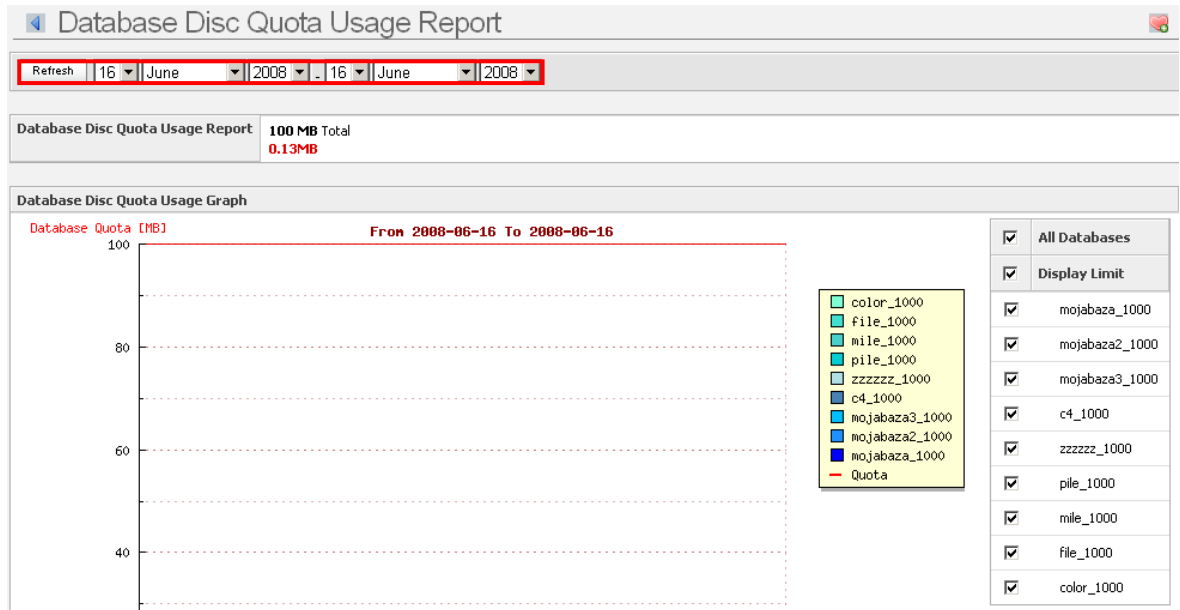 Database Disc Quota Usage Report
Refresh 16 June 2008 - 16 June 2008
Database Disc Quota Usage Report 100 MB Total
0.13MB
Database Disc Quota Usage Graph
Database Quota [MB]
From 2008-06-16 To 2008-06-16
100
80
60
40
color_1000
file_1000
mile_1000
pile_1000
zzzzzz_1000
c4_1000
mojabaza3_1000
mojabaza2_1000
mojabaza_1000
Quota
All Databases
Display Limit
mojabaza_1000
mojabaza2_1000
mojabaza3_1000
c4_1000
zzzzzz_1000
pile_1000
mile_1000
file_1000
color_1000